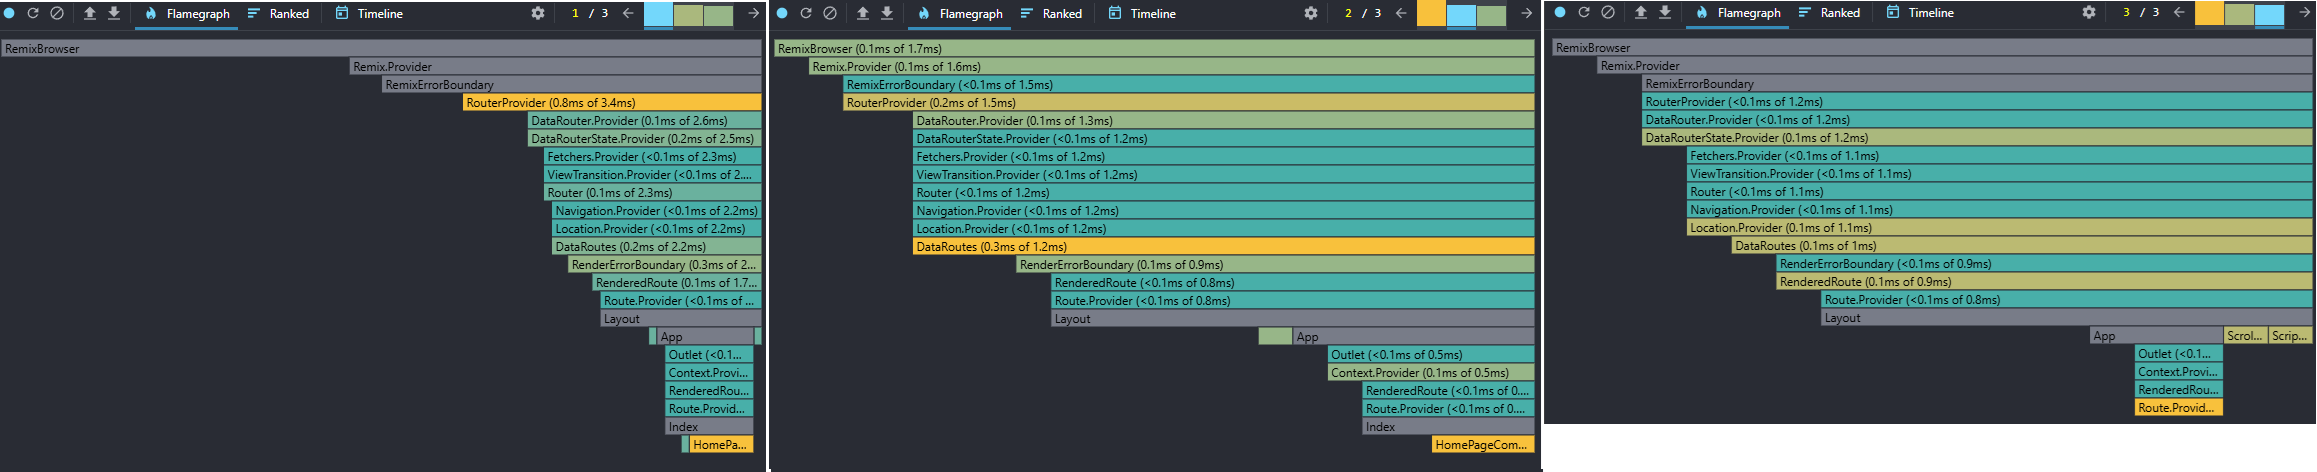 Flamegraph Ranked Timeline 1 / 3
RemixBrowser
Remix.Provider
RemixErrorBoundary
RouterProvider (0.8ms of 3.4ms)
DataRouter.Provider (0.1ms of 2.6ms)
DataRouterState.Provider (0.2ms of 2.5ms)
Fetchers.Provider (<0.1ms of 2.3ms)
ViewTransition.Provider (<0.1ms of 2....
Router (0.1ms of 2.3ms)
Navigation.Provider (<0.1ms of 2.2ms)
Location.Provider (<0.1ms of 2.2ms)
DataRoutes (0.2ms of 2.2ms)
RenderErrorBoundary (0.3ms of 2...
RenderedRoute (0.1ms of 1.7...
Route.Provider (<0.1ms of ...
Layout
App
Outlet (<0.1...
Context.Provi...
RenderedRou...
Route.Provid...
Index
HomePa...
Flamegraph Ranked Timeline 2 / 3
RemixBrowser (0.1ms of 1.7ms)
Remix.Provider (0.1ms of 1.6ms)
RemixErrorBoundary (<0.1ms of 1.5ms)
RouterProvider (0.2ms of 1.5ms)
DataRouter.Provider (0.1ms of 1.3ms)
DataRouterState.Provider (<0.1ms of 1.2ms)
Fetchers.Provider (<0.1ms of 1.2ms)
ViewTransition.Provider (<0.1ms of 1.2ms)
Router (<0.1ms of 1.2ms)
Navigation.Provider (<0.1ms of 1.2ms)
Location.Provider (<0.1ms of 1.2ms)
DataRoutes (0.3ms of 1.2ms)
RenderErrorBoundary (0.1ms of 0.9ms)
RenderedRoute (<0.1ms of 0.8ms)
Route.Provider (<0.1ms of 0.8ms)
Layout
App
Outlet (<0.1ms of 0.5ms)
Context.Provider (0.1ms of 0.5ms)
RenderedRoute (<0.1ms of 0....
Route.Provider (<0.1ms of 0....
Index
HomePageCom...
Flamegraph Ranked Timeline 3 / 3
RemixBrowser
Remix.Provider
RemixErrorBoundary
RouterProvider (<0.1ms of 1.2ms)
DataRouter.Provider (<0.1ms of 1.2ms)
DataRouterState.Provider (0.1ms of 1.2ms)
Fetchers.Provider (<0.1ms of 1.1ms)
ViewTransition.Provider (<0.1ms of 1.1ms)
Router (<0.1ms of 1.1ms)
Navigation.Provider (<0.1ms of 1.1ms)
Location.Provider (0.1ms of 1.1ms)
DataRoutes (0.1ms of 1ms)
RenderErrorBoundary (<0.1ms of 0.9ms)
RenderedRoute (0.1ms of 0.9ms)
Route.Provider (<0.1ms of 0.8ms)
Layout
App Scrol... Scrip...
Outlet (<0.1...
Context.Provi...
RenderedRou...
Route.Provid...